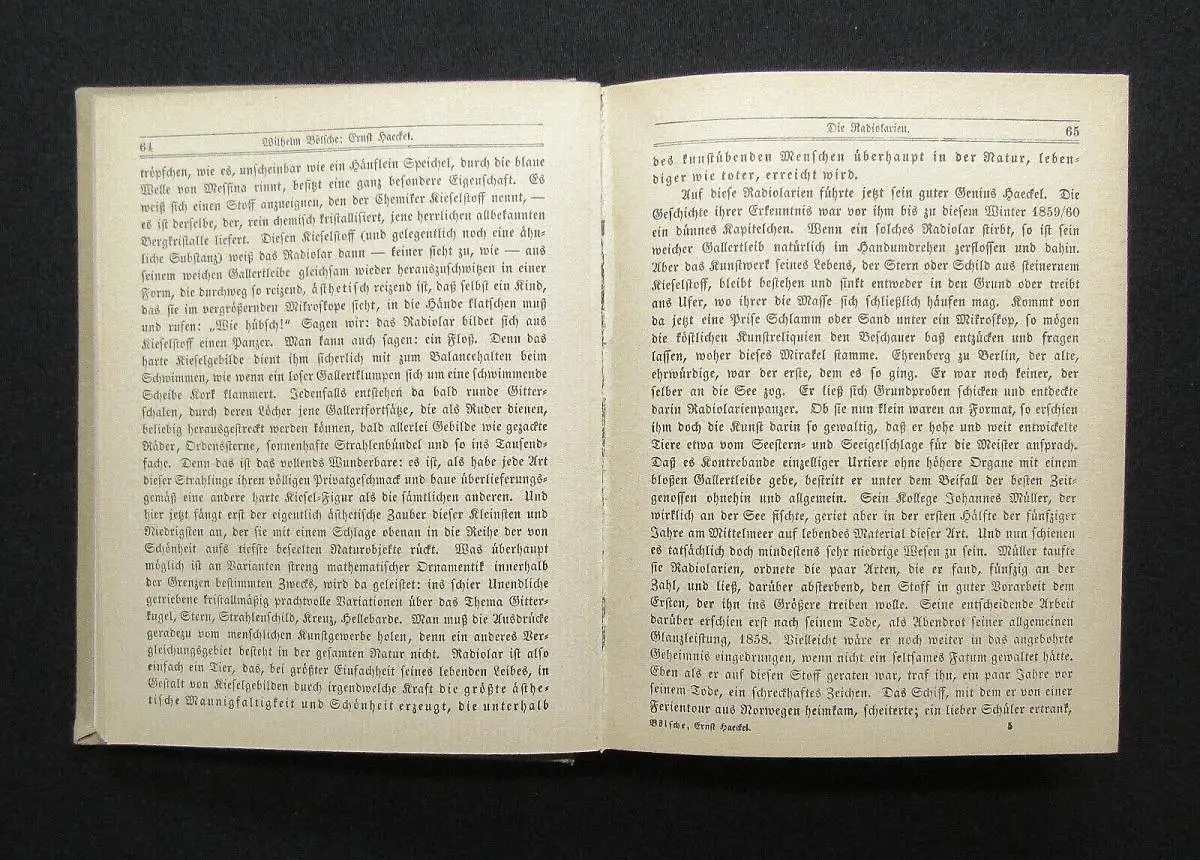 64 Wilhelm Bölsche: Ernst Haeckel.
tröpfchen, wie es, unscheinbar wie ein Häuflein Speichel, durch die blaue
Welle von Messina rinnt, besitzt eine ganz besondere Eigenschaft. Es
weiß sich einen Stoff anzueignen, den der Chemiker Kieselstoff nennt, —
es ist derselbe, der, rein chemisch kristallisiert, jene herrlichen allbekannten
Bergkristalle liefert. Diesen Kieselstoff (und gelegentlich noch eine ähn-
liche Substanz) weiß das Radiolar dann — keiner sieht zu, wie — aus
seinem weichen Gallertleibe gleichsam wieder herauszuschwitzen in einer
Form, die durchweg so reizend, ästhetisch reizend ist, daß selbst ein Kind,
das sie im vergrößernden Mikroskope sieht, in die Hände klatschen muß
und rufen: „Wie hübsch!“ Sagen wir: das Radiolar bildet sich aus
Kieselstoff einen Panzer. Man kann auch sagen: ein Floß. Denn das
harte Kieselgebilde dient ihm sicherlich mit zum Balancehalten beim
Schwimmen, wie wenn ein loser Gallertklumpen sich um eine schwimmende
Scheibe Kork klammert. Jedenfalls entstehen da bald runde Gitter-
schalen, durch deren Löcher jene Gallertfortsätze, die als Ruder dienen,
beliebig herausgestreckt werden können, bald allerlei Gebilde wie gezackte
Räder, Ordenssterne, sonnenhafte Strahlenbündel und so ins Tausend-
fache. Denn das ist das vollends Wunderbare: es ist, als habe jede Art
dieser Strahlinge ihren völligen Privatgeschmack und baue überlieferungs-
gemäß eine andere harte Kiesel-Figur als die sämtlichen anderen. Und
hier jetzt fängt erst der eigentlich ästhetische Zauber dieser Kleinsten und
Niedrigsten an, der sie mit einem Schlage obenan in die Reihe der von
Schönheit aufs tiefste beseelten Naturobjekte rückt. Was überhaupt
möglich ist an Varianten streng mathematischer Ornamentik innerhalb
der Grenzen bestimmten Zwecks, wird da geleistet: ins schier Unendliche
getriebene kristallmäßig prachtvolle Variationen über das Thema Gitter-
kugel, Stern, Strahlenschild, Kreuz, Hellebarde. Man muß die Ausdrücke
geradezu vom menschlichen Kunstgewerbe holen, denn ein anderes Ver-
gleichungsgebiet besteht in der gesamten Natur nicht. Radiolar ist also
einfach ein Tier, das, bei größter Einfachheit seines lebenden Leibes, in
Gestalt von Kieselgebilden durch irgendwelche Kraft die größte ästhe-
tische Mannigfaltigkeit und Schönheit erzeugt, die unterhalb
Die Radiolarien. 65
des kunstübenden Menschen überhaupt in der Natur, leben-
diger wie toter, erreicht wird.
Auf diese Radiolarien führte jetzt sein guter Genius Haeckel. Die
Geschichte ihrer Erkenntnis war vor ihm bis zu diesem Winter 1859/60
ein dünnes Kapitelchen. Wenn ein solches Radiolar stirbt, so ist sein
weicher Gallertleib natürlich im Handumdrehen zerflossen und dahin.
Aber das Kunstwerk seines Lebens, der Stern oder Schild aus steinernem
Kieselstoff, bleibt bestehen und sinkt entweder in den Grund oder treibt
ans Ufer, wo ihrer die Masse sich schließlich häufen mag. Kommt von
da jetzt eine Prise Schlamm oder Sand unter ein Mikroskop, so mögen
die köstlichen Kunstreliquien den Beschauer baß entzücken und fragen
lassen, woher dieses Mirakel stamme. Ehrenberg zu Berlin, der alte,
ehrwürdige, war der erste, dem es so ging. Er war noch keiner, der
selber an die See zog. Er ließ sich Grundproben schicken und entdeckte
darin Radiolarienpanzer. Ob sie nun klein waren an Format, so erschien
ihm doch die Kunst darin so gewaltig, daß er hohe und weit entwickelte
Tiere etwa vom Seestern- und Seeigelschlage für die Meister ansprach.
Daß es Kontrebande einzelliger Urtiere ohne höhere Organe mit einem
bloßen Gallertleibe gebe, bestritt er unter dem Beifall der besten Zeit-
genossen ohnehin und allgemein. Sein Kollege Johannes Müller, der
wirklich an der See fischte, geriet aber in der ersten Hälfte der fünfziger
Jahre am Mittelmeer auf lebendes Material dieser Art. Und nun schienen
es tatsächlich doch mindestens sehr niedrige Wesen zu sein. Müller taufte
sie Radiolarien, ordnete die paar Arten, die er fand, fünfzig an der
Zahl, und ließ, darüber absterbend, den Stoff in guter Vorarbeit dem
Ersten, der ihn ins Größere treiben wolle. Seine entscheidende Arbeit
darüber erschien erst nach seinem Tode, als Abendrot seiner allgemeinen
Glanzleistung, 1858. Vielleicht wäre er noch weiter in das angebohrte
Geheimnis eingedrungen, wenn nicht ein seltsames Fatum gewaltet hätte.
Eben als er auf diesen Stoff geraten war, traf ihn, ein paar Jahre vor
seinem Tode, ein schreckhaftes Zeichen. Das Schiff, mit dem er von einer
Ferientour aus Norwegen heimkam, scheiterte; ein lieber Schüler ertrank,
Bölsche, Ernst Haeckel. 5